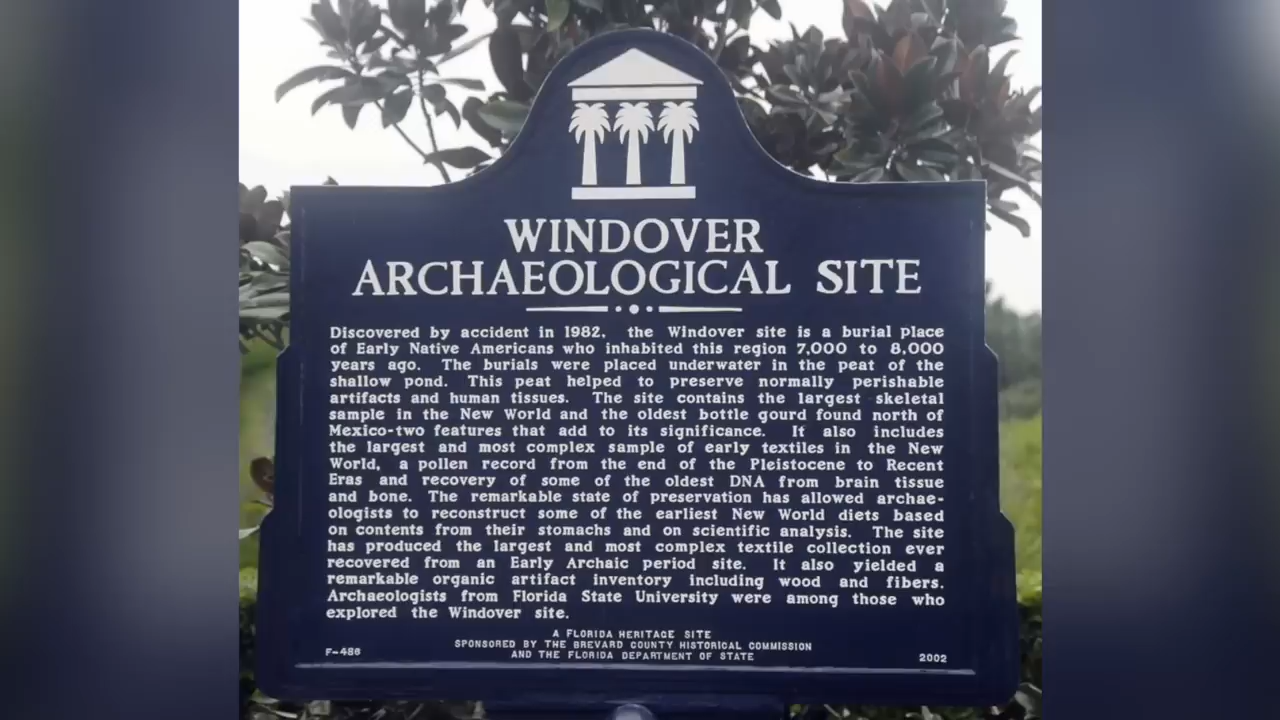 WINDOVER
ARCHAEOLOGICAL SITE
Discovered by accident in 1982, the Windover site is a burial place
of Early Native Americans who inhabited this region 7,000 to 8,000
years ago. The burials were placed underwater in the peat of the
shallow pond. This peat helped to preserve normally perishable
artifacts and human tissues. The site contains the largest skeletal
sample in the New World and the oldest bottle gourd found north of
Mexico-two features that add to its significance. It also includes
the largest and most complex sample of early textiles in the New
World, a pollen record from the end of the Pleistocene to Recent
Eras and recovery of some of the oldest DNA from brain tissue
and bone. The remarkable state of preservation has allowed archae-
ologists to reconstruct some of the earliest New World diets based
on contents from their stomachs and on scientific analysis. The site
has produced the largest and most complex textile collection ever
recovered from an Early Archaic period site. It also yielded a
remarkable organic artifact inventory including wood and fibers.
Archaeologists from Florida State University were among those who
explored the Windover site.
A FLORIDA HERITAGE SITE
SPONSORED BY THE BREVARD COUNTY HISTORICAL COMMISSION
AND THE FLORIDA DEPARTMENT OF STATE
F-486
2002